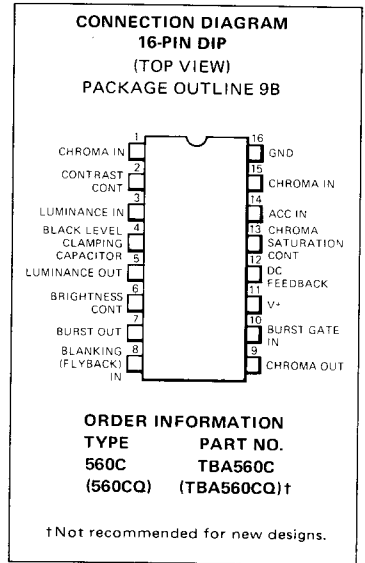 CONNECTION DIAGRAM
16-PIN DIP
(TOP VIEW)
PACKAGE OUTLINE 9B
1
CHROMA IN
2
CONTRAST
CONT
3
LUMINANCE IN
4
BLACK LEVEL
CLAMPING
CAPACITOR
5
LUMINANCE OUT
6
BRIGHTNESS
CONT
7
BURST OUT
8
BLANKING
(FLYBACK)
IN
16
GND
15
CHROMA IN
14
ACC IN
13
CHROMA
SATURATION
CONT
12
DC
FEEDBACK
11
V+
10
BURST GATE
IN
9
CHROMA OUT
ORDER INFORMATION
TYPE PART NO.
560C TBA560C
(560CQ) (TBA560CQ)†
†Not recommended for new designs.